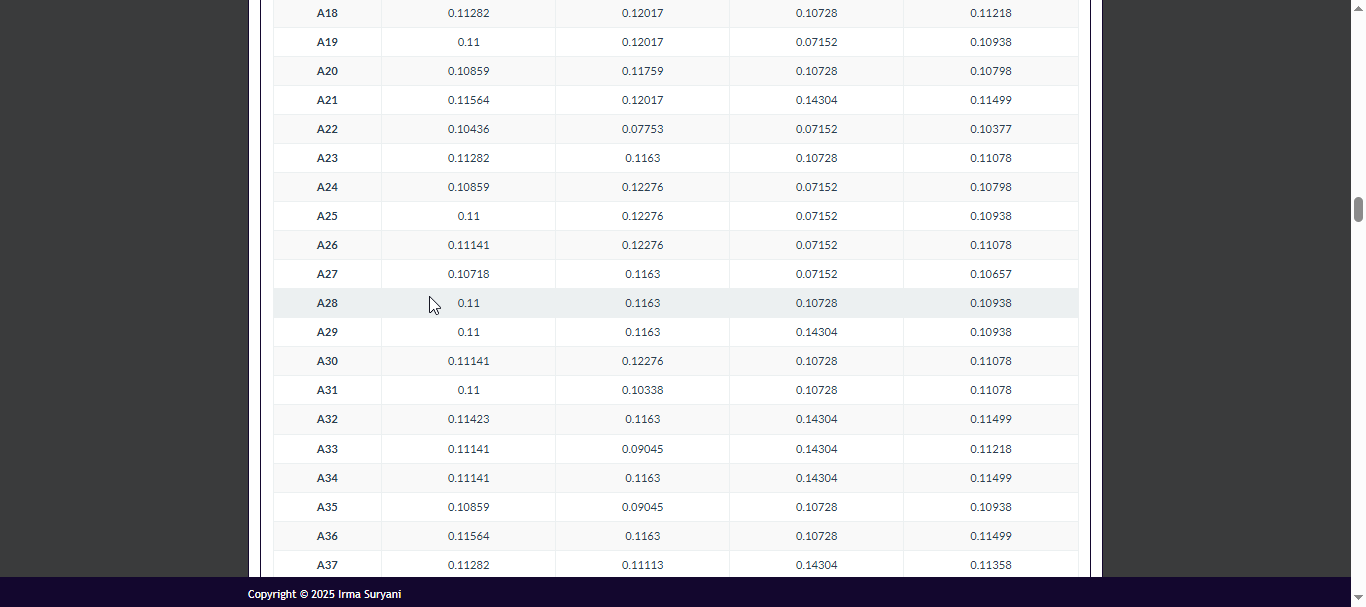 A18 0.11282 0.12017 0.10728 0.11218
A19 0.11 0.12017 0.07152 0.10938
A20 0.10859 0.11759 0.10728 0.10798
A21 0.11564 0.12017 0.14304 0.11499
A22 0.10436 0.07753 0.07152 0.10377
A23 0.11282 0.1163 0.10728 0.11078
A24 0.10859 0.12276 0.07152 0.10798
A25 0.11 0.12276 0.07152 0.10938
A26 0.11141 0.12276 0.07152 0.11078
A27 0.10718 0.1163 0.07152 0.10657
A28 0.11 0.1163 0.10728 0.10938
A29 0.11 0.1163 0.14304 0.10938
A30 0.11141 0.12276 0.10728 0.11078
A31 0.11 0.10338 0.10728 0.11078
A32 0.11423 0.1163 0.14304 0.11499
A33 0.11141 0.09045 0.14304 0.11218
A34 0.11141 0.1163 0.14304 0.11499
A35 0.10859 0.09045 0.10728 0.10938
A36 0.11564 0.1163 0.10728 0.11499
A37 0.11282 0.11113 0.14304 0.11358
Copyright © 2025 Irma Suryani